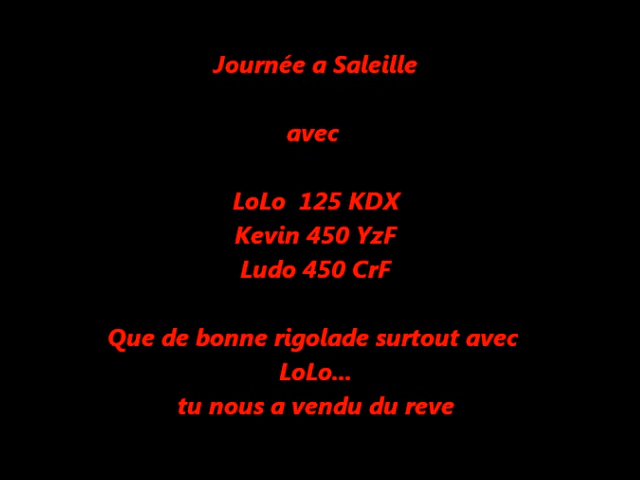 Journée a Saleille
avec
LoLo  125 KDX
Kevin 450 YzF
Ludo 450 CrF
Que de bonne rigolade surtout avec
LoLo...
tu nous a vendu du reve